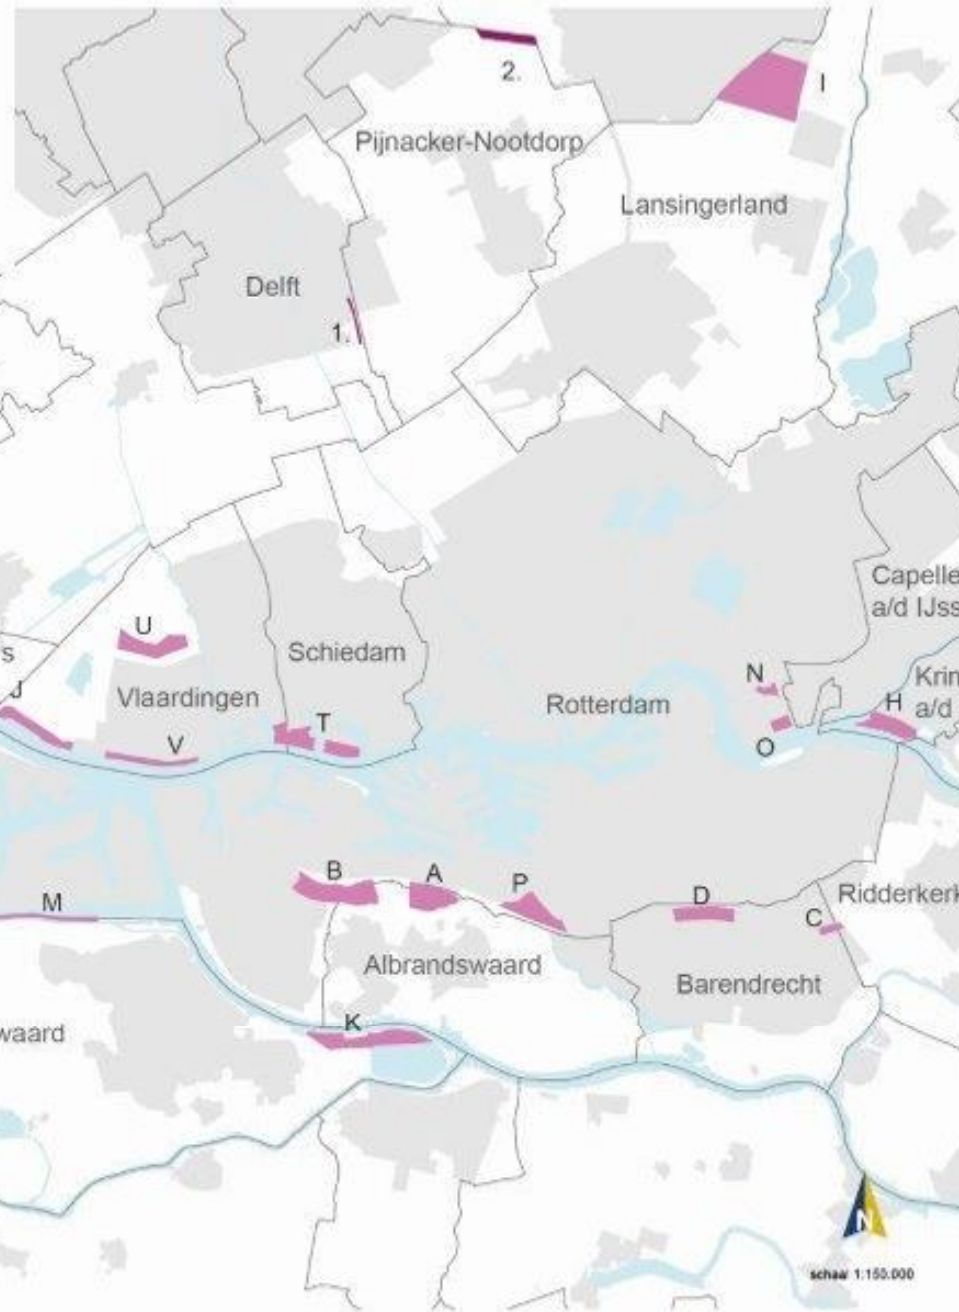 2.
I
Pijnacker-Nootdorp
Lansingerland
Delft
1.
Capelle
a/d IJss
U
Schiedam
s
J
Vlaardingen
N
Krim
a/d
H
T
Rotterdam
V
O
B
A
P
D
Ridderkerk
M
C
Albrandswaard
Barendrecht
K
waard
N
schaal 1:150.000